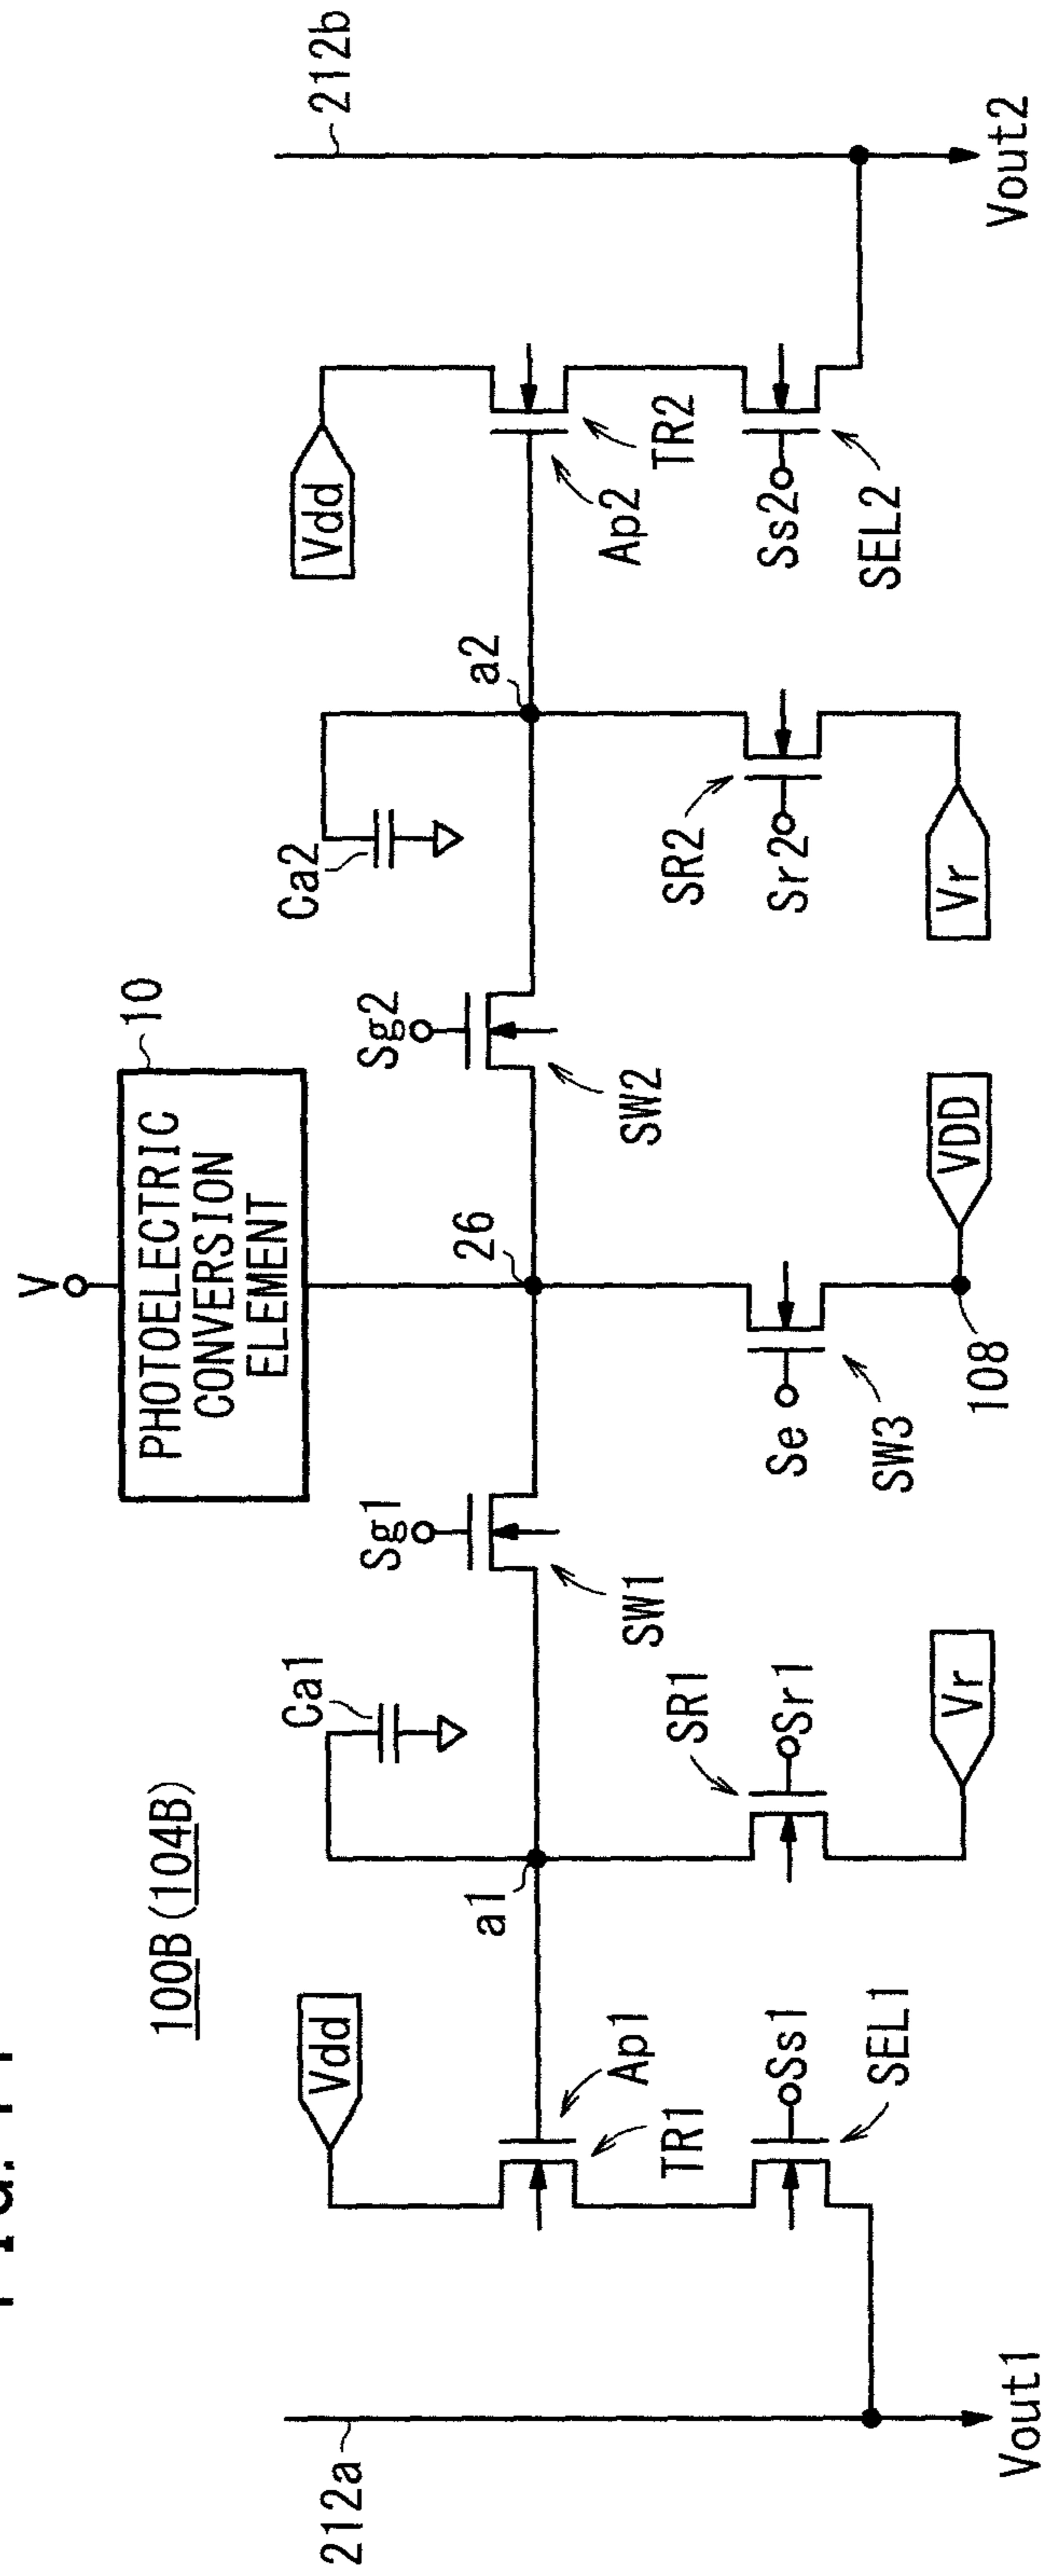 100B (104B)
V
PHOTOELECTRIC
CONVERSION
ELEMENT
10
212a
Vdd
Ca1
Sg1
Sg2
Ca2
Vdd
212b
a1
26
a2
Ap1
TR1
SW1
SW2
Ap2
TR2
Ss1
SEL1
SR1
Sr1
Se
SW3
SR2
Sr2
Ss2
SEL2
Vr
108
VDD
Vr
Vout1
Vout2